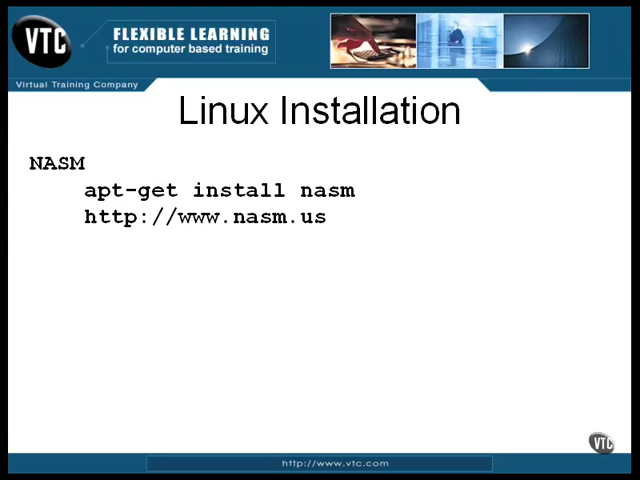 VTC
FLEXIBLE LEARNING
for computer based training
Virtual Training Company
Linux Installation
NASM
apt-get install nasm
http://www.nasm.us
VTC
http://www.vtc.com